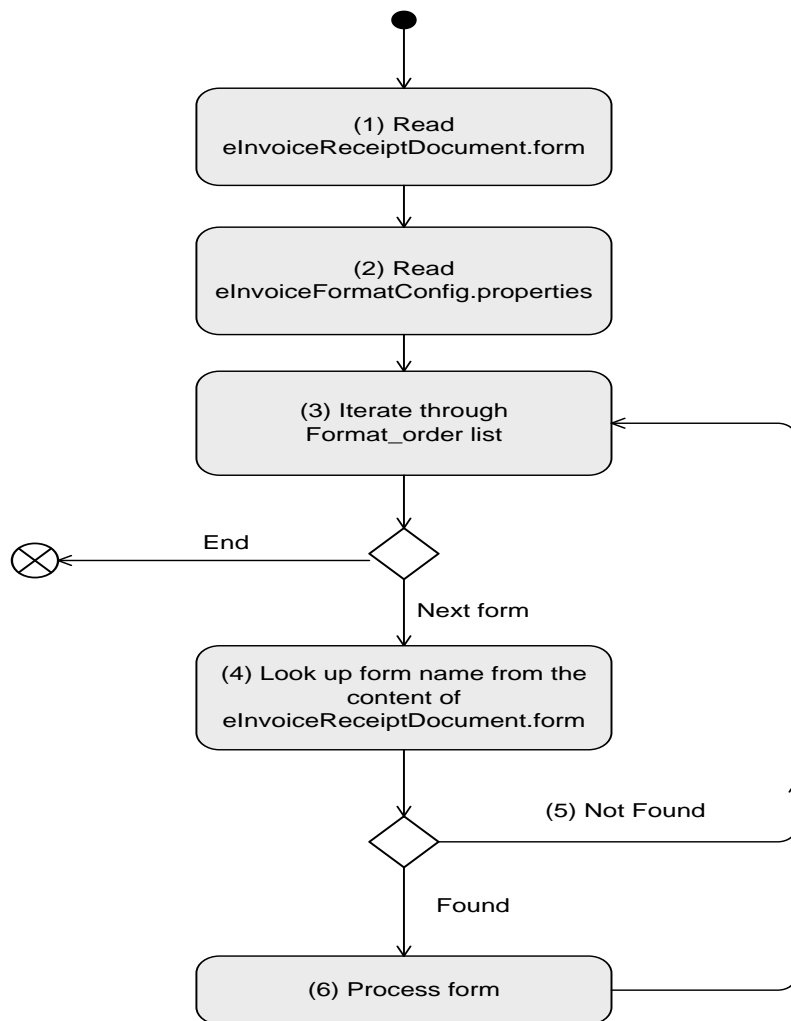 (1) Read
eInvoiceReceiptDocument.form
(2) Read
eInvoiceFormatConfig.properties
(3) Iterate through
Format_order list
End
Next form
(4) Look up form name from the
content of
eInvoiceReceiptDocument.form
(5) Not Found
Found
(6) Process form